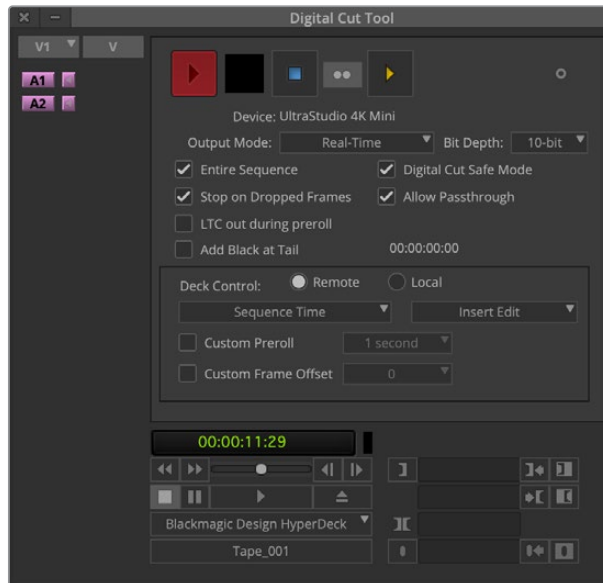 Digital Cut Tool
V1 V
A1
A2
Device: UltraStudio 4K Mini
Output Mode: Real-Time Bit Depth: 10-bit
Entire Sequence Digital Cut Safe Mode
Stop on Dropped Frames Allow Passthrough
LTC out during preroll
Add Black at Tail 00:00:00:00
Deck Control: Remote Local
Sequence Time Insert Edit
Custom Preroll 1 second
Custom Frame Offset 0
00:00:11:29
Blackmagic Design HyperDeck
Tape_001